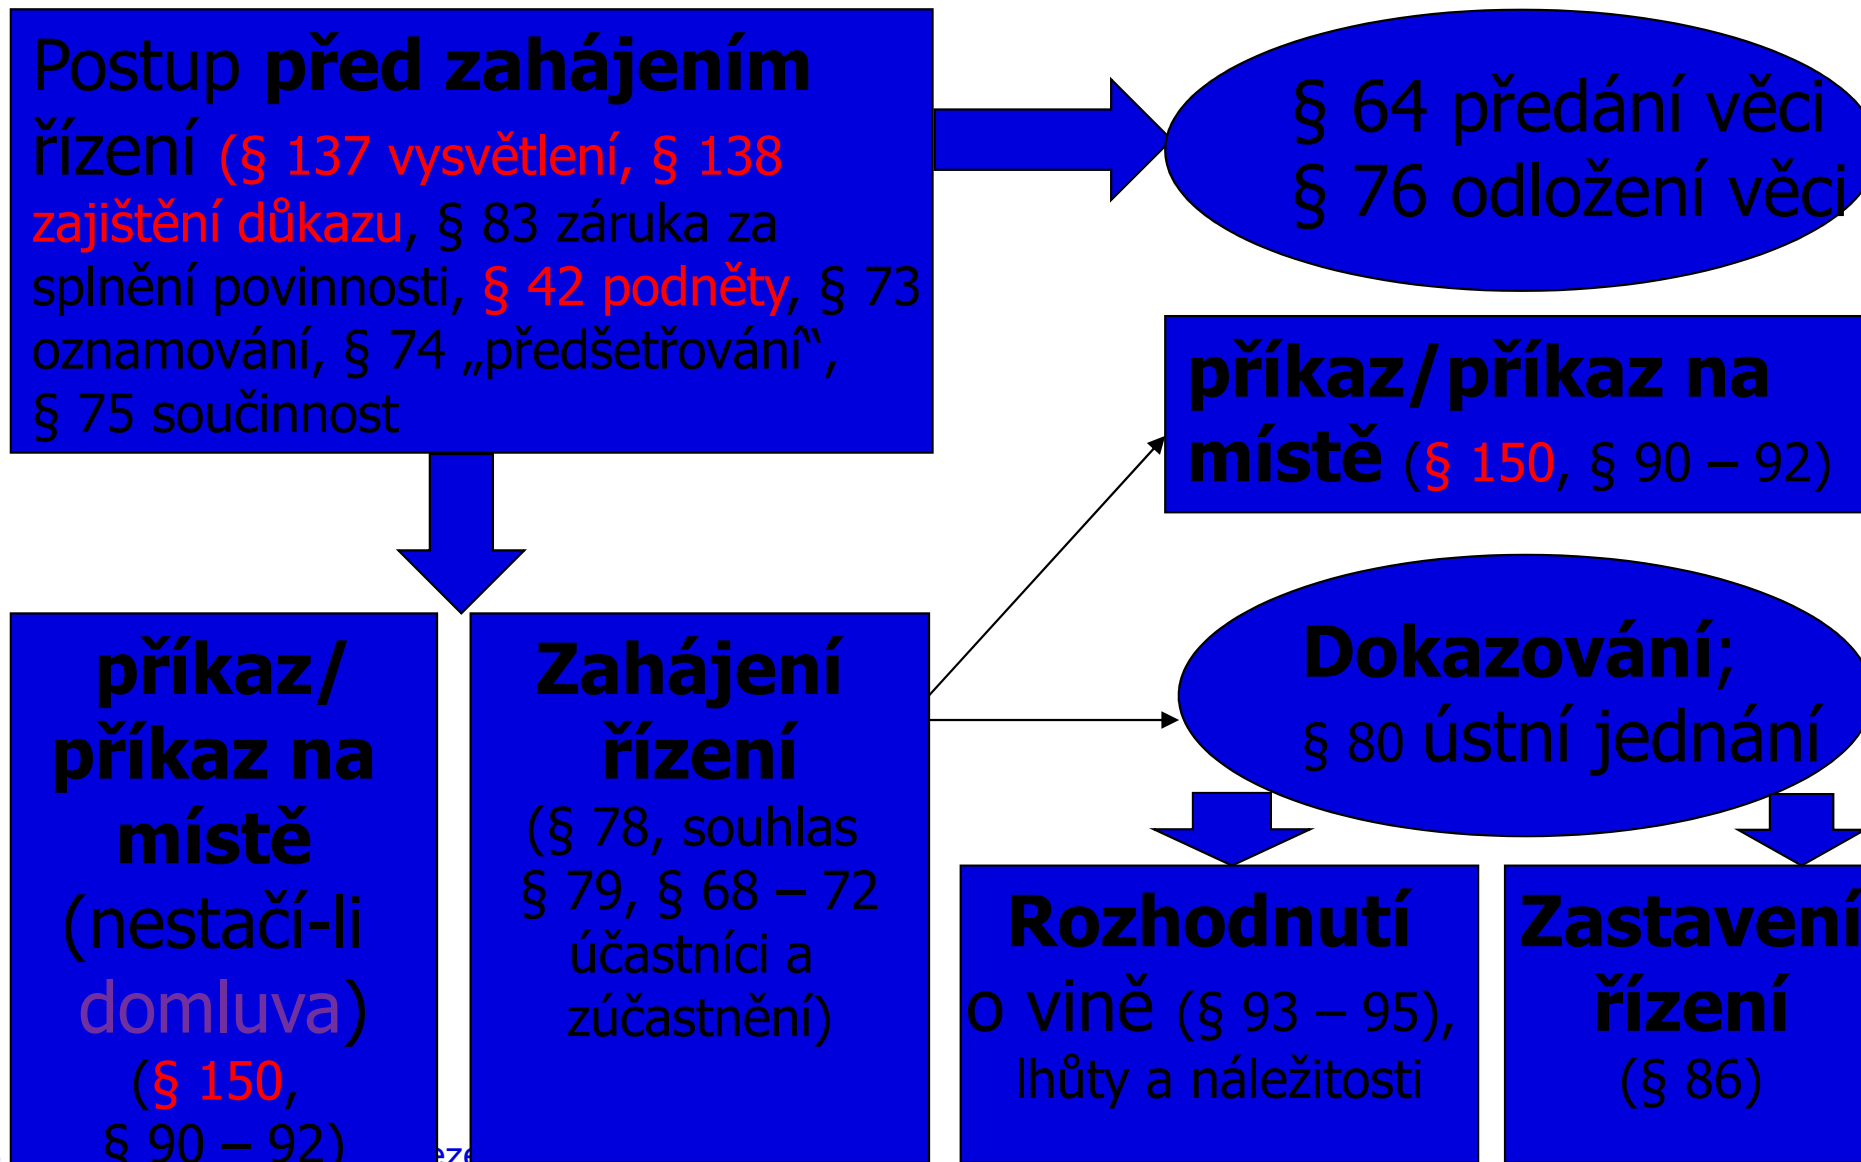 Postup před zahájením
řízení (§ 137 vysvětlení, § 138
zajištění důkazu, § 83 záruka za
splnění povinnosti, § 42 podněty, § 73
oznamování, § 74 „předšetřování“,
§ 75 součinnost
§ 64 předání věci
§ 76 odložení věci
příkaz/příkaz na
místě (§ 150, § 90 – 92)
příkaz/
příkaz na
místě
(nestačí-li
domluva)
(§ 150,
§ 90 – 92)
Zahájení
řízení
(§ 78, souhlas
§ 79, § 68 – 72
účastníci a
zúčastnění)
Dokazování;
§ 80 ústní jednání
Rozhodnutí
o vině (§ 93 – 95),
lhůty a náležitosti
Zastavení
řízení
(§ 86)